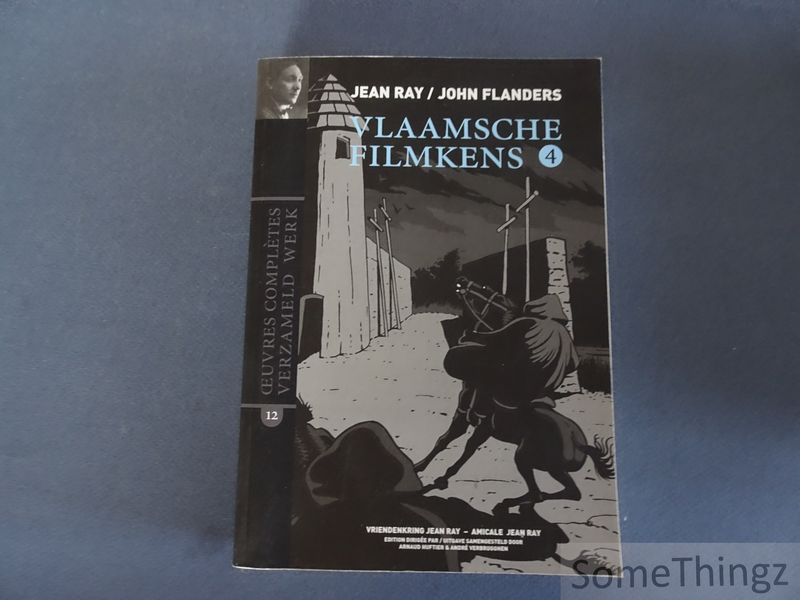 JEAN RAY / JOHN FLANDERS
VLAAMSCHE
FILMKENS 4
ŒUVRES COMPLÈTES
VERZAMELD WERK
12
VRIENDENKRING JEAN RAY – AMICALE JEAN RAY
EDITION DIRIGÉE PAR / UITGAVE SAMENGESTELD DOOR
ARNAUD HUFTIER & ANDRÉ VERBRUGGHEN
SomeThingz